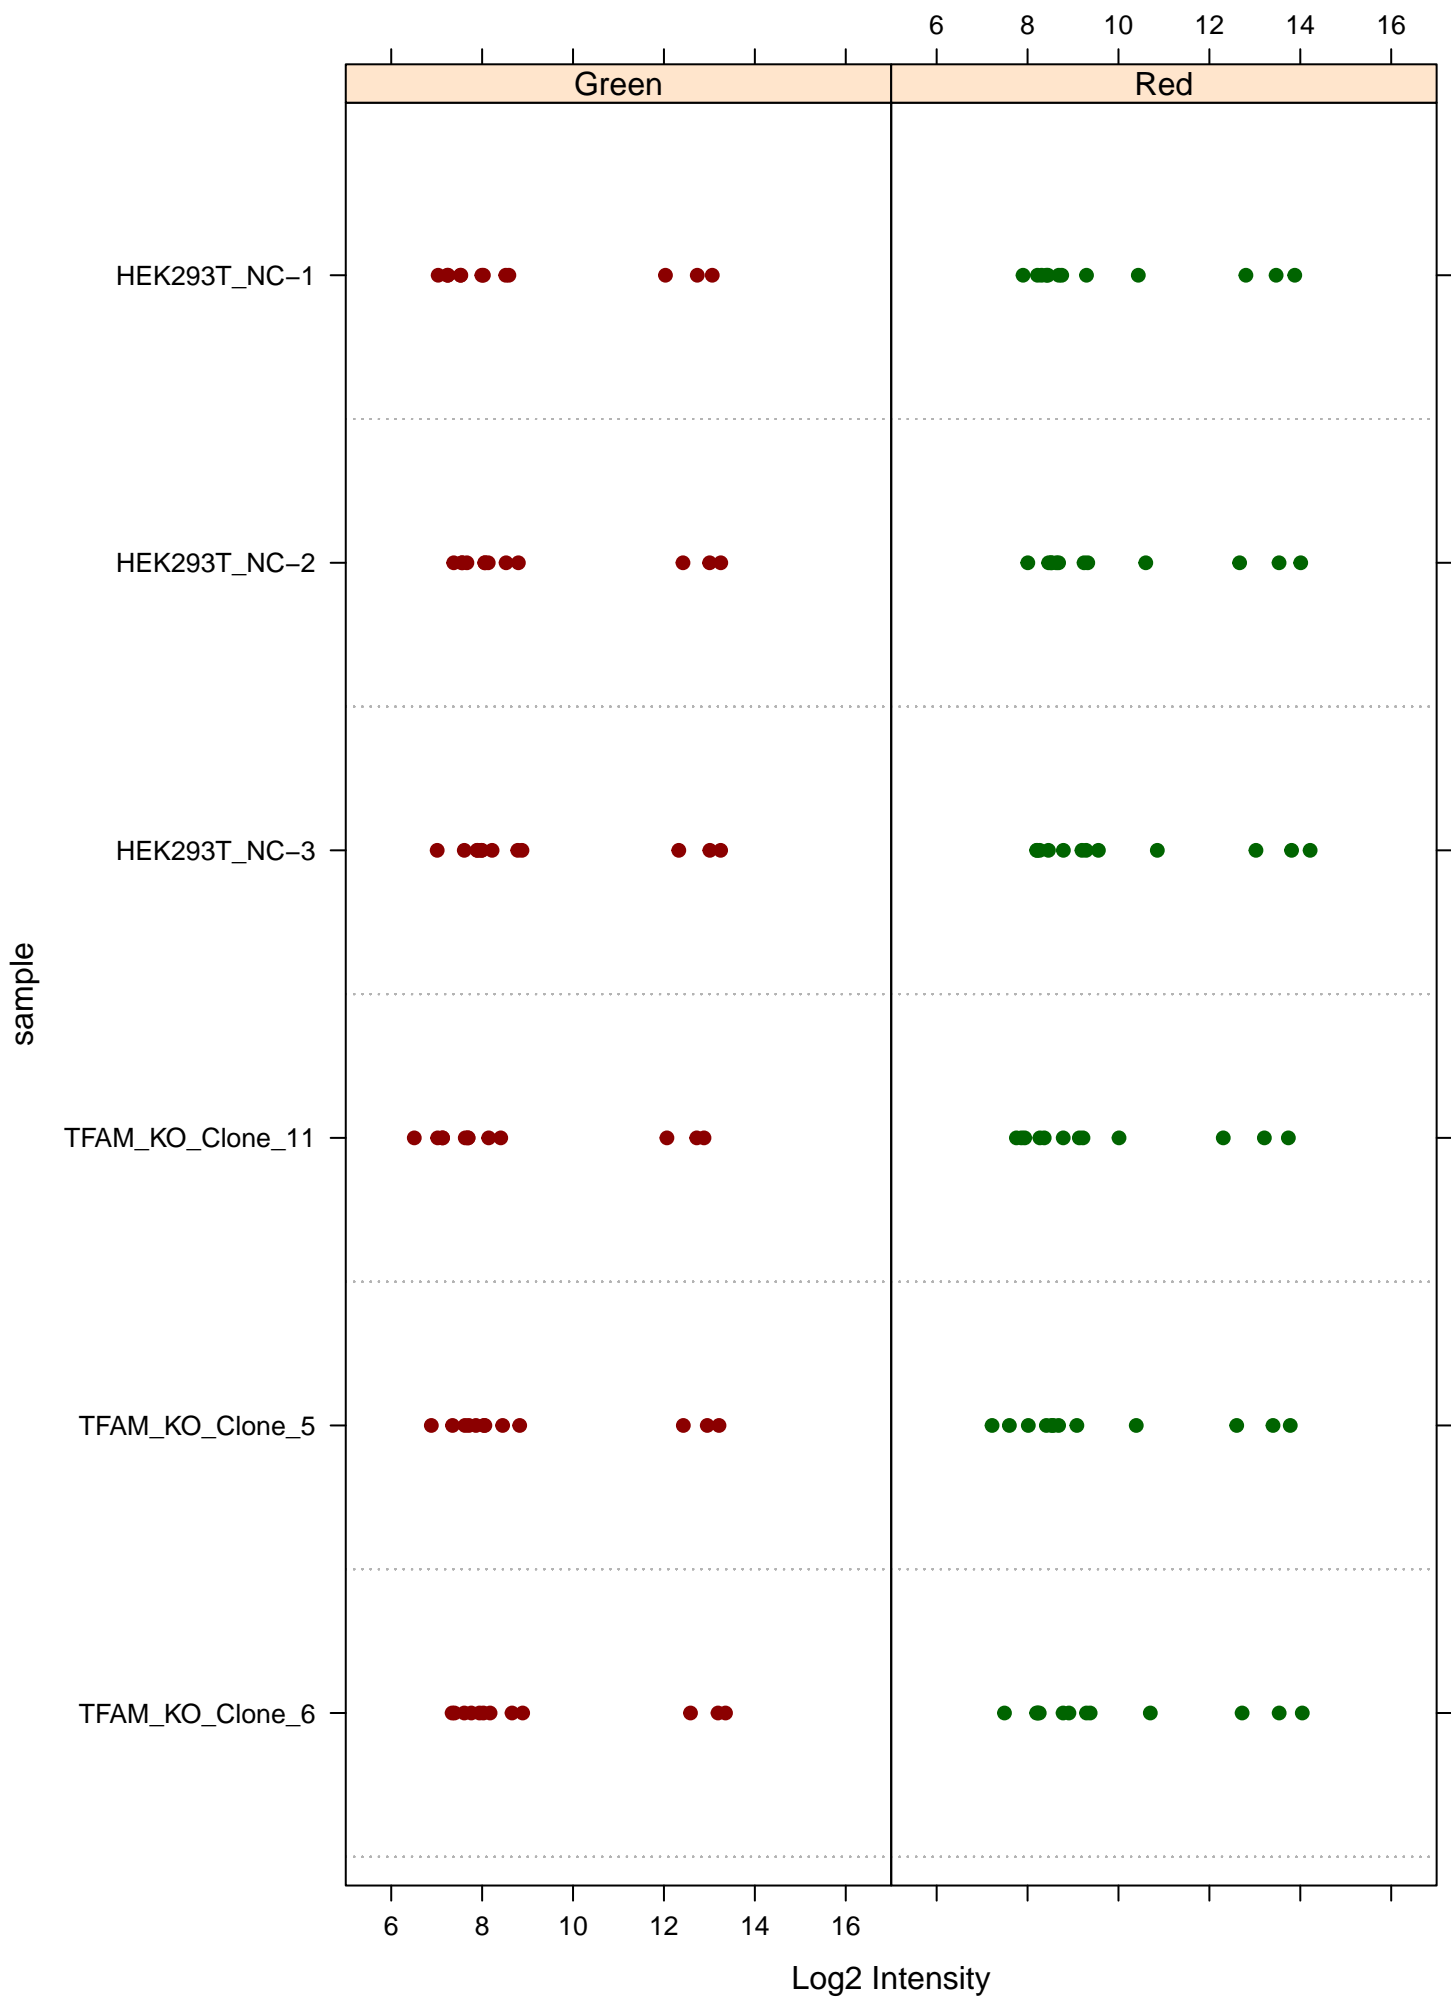 6 8 10 12 14 16
Green Red
HEK293T_NC−1
HEK293T_NC−2
HEK293T_NC−3
sample
TFAM_KO_Clone_11
TFAM_KO_Clone_5
TFAM_KO_Clone_6
6 8 10 12 14 16
Log2 Intensity